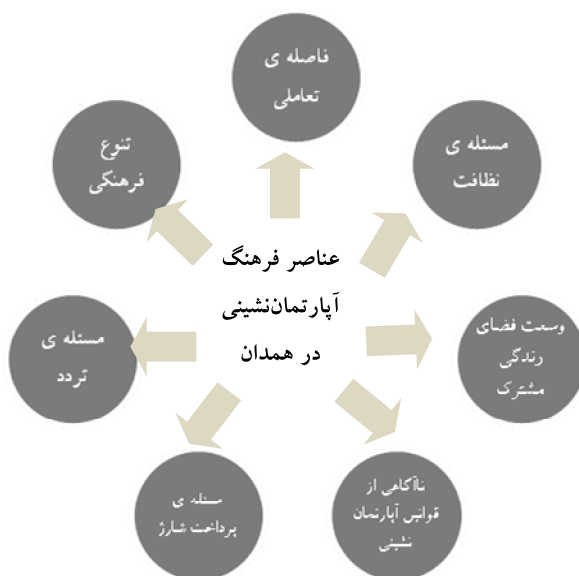 فاصله ی
تعاملی
مسئله ی
نظافت
وسعت فضای
زندگی
مشترک
ناآگاهی از
قوانین آپارتمان
نشینی
مسئله ی
پرداخت شارژ
مسئله ی
تردد
تنوع
فرهنگی
عناصر فرهنگ
آپارتمان‌نشینی
در همدان